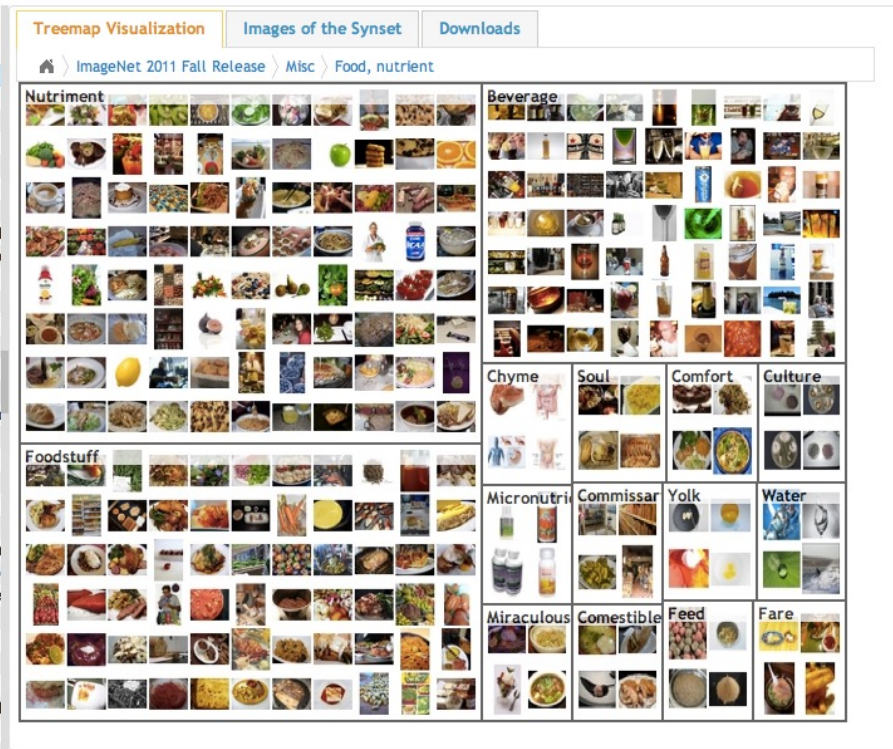 Treemap Visualization Images of the Synset Downloads
ImageNet 2011 Fall Release Misc Food, nutrient
Nutriment
Beverage
Chyme Soul Comfort Culture
Foodstuff
Micronutri Commissar Yolk Water
Miraculous Comestible Feed Fare